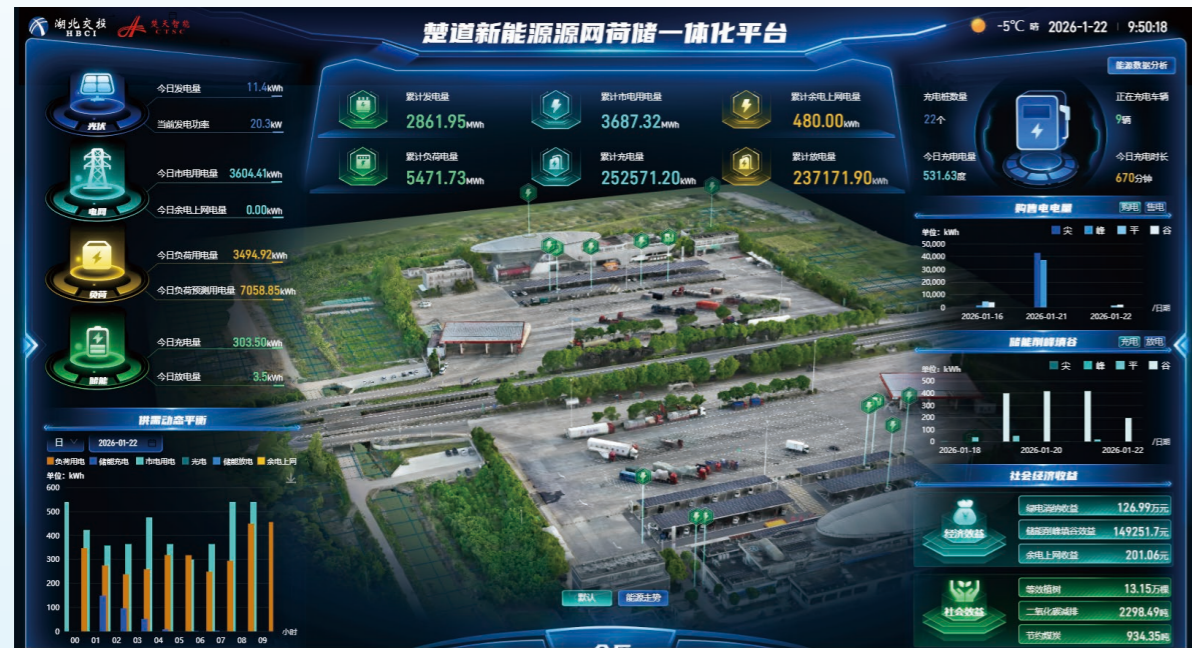 湖北交投
HBCI
楚天智能
CTSC
楚道新能源源网荷储一体化平台
-5℃ 晴 2026-1-22 9:50:18
能源数据分析
光伏
今日发电量 11.4kWh
当前发电功率 20.3kW
电网
今日市电用电量 3604.41kWh
今日余电上网电量 0.00kWh
负荷
今日负荷用电量 3494.92kWh
今日负荷预测用电量 7058.85kWh
储能
今日充电量 303.50kWh
今日放电量 3.5kWh
累计发电量
2861.95MWh
累计市电用电量
3687.32MWh
累计余电上网电量
480.00kWh
累计负荷电量
5471.73MWh
累计充电量
252571.20kWh
累计放电量
237171.90kWh
充电桩数量
22个
正在充电车辆
9辆
今日充电电量
531.63度
今日充电时长
670分钟
购售电电量
购电 售电
单位: kWh
尖 峰 平 谷
50,000
40,000
30,000
20,000
10,000
0
2026-01-16 2026-01-21 2026-01-22
/日期
储能削峰填谷
充电 放电
单位: kWh
尖 峰 平 谷
500
400
300
200
100
0
2026-01-18 2026-01-20 2026-01-22
/日期
供需动态平衡
日 2026-01-22
负荷用电 储能充电 市电用电 光电 储能放电 余电上网
单位: kWh
600
500
400
300
200
100
0
00 01 02 03 04 05 06 07 08 09
小时
默认 能源主势
社会经济收益
经济效益
绿电消纳收益 126.99万元
储能削峰填谷效益 149251.7元
余电上网收益 201.06元
社会效益
等效植树 13.15万棵
二氧化碳减排 2298.49吨
节约煤炭 934.35吨